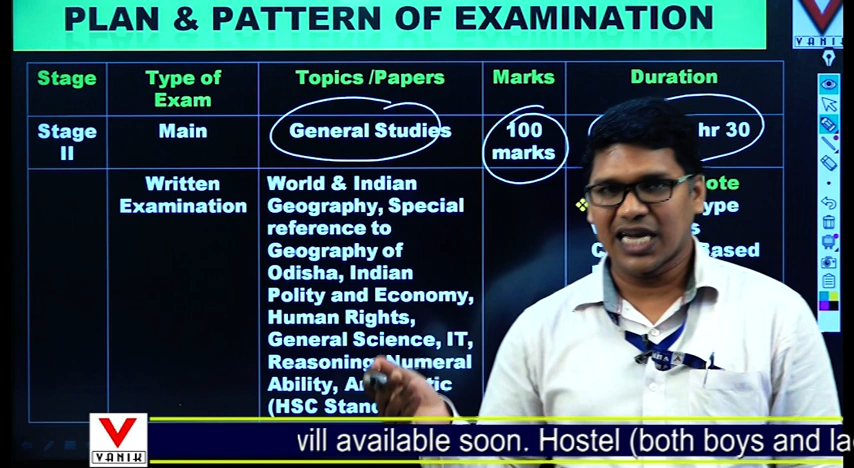 PLAN & PATTERN OF EXAMINATION
VANIK
Stage Type of Exam Topics /Papers Marks Duration
Stage II Main General Studies 100 marks hr 30
Written Examination
World & Indian
Geography, Special
reference to
Geography of
Odisha, Indian
Polity and Economy,
Human Rights,
General Science, IT,
Reasoning, Numeral
Ability,
(HSC
ote
ype
Based
VANIK
vill available soon. Hostel (both boys and la